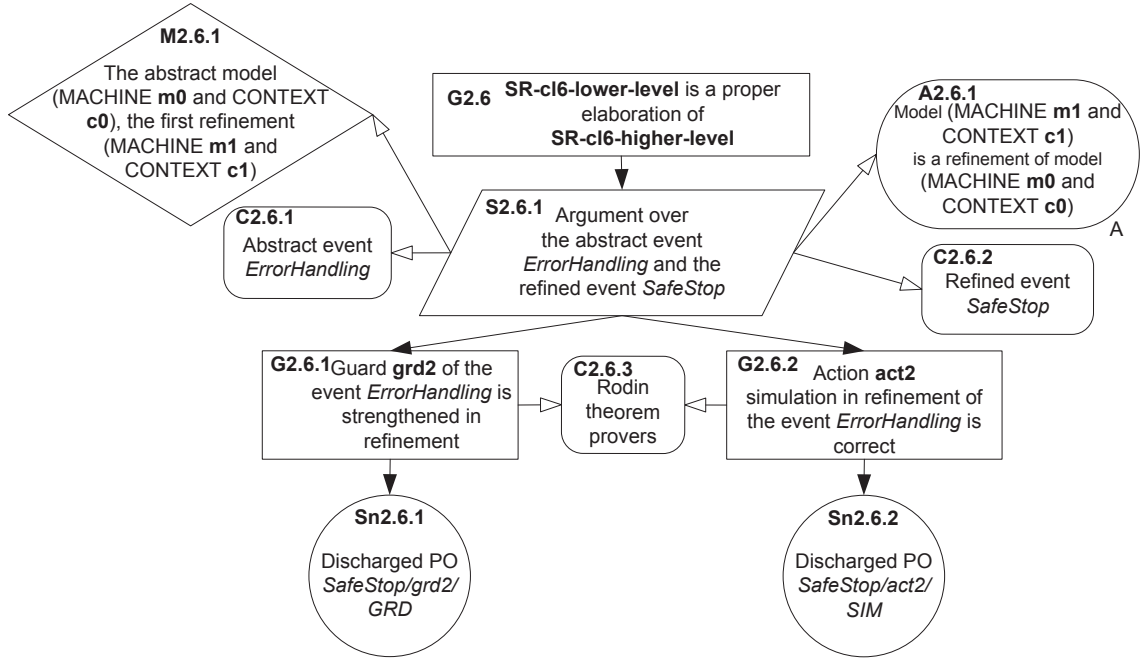 M2.6.1
The abstract model
(MACHINE m0 and CONTEXT
c0), the first refinement
(MACHINE m1 and
CONTEXT c1)
G2.6
SR-cl6-lower-level is a proper
elaboration of
SR-cl6-higher-level
A2.6.1
Model (MACHINE m1 and
CONTEXT c1)
is a refinement of model
(MACHINE m0 and
CONTEXT c0)
A
S2.6.1
Argument over
the abstract event
ErrorHandling and the
refined event SafeStop
C2.6.1
Abstract event
ErrorHandling
C2.6.2
Refined event
SafeStop
G2.6.1
Guard grd2 of the
event ErrorHandling is
strengthened in
refinement
C2.6.3
Rodin
theorem
provers
G2.6.2
Action act2
simulation in refinement of
the event ErrorHandling is
correct
Sn2.6.1
Discharged PO
SafeStop/grd2/
GRD
Sn2.6.2
Discharged PO
SafeStop/act2/
SIM